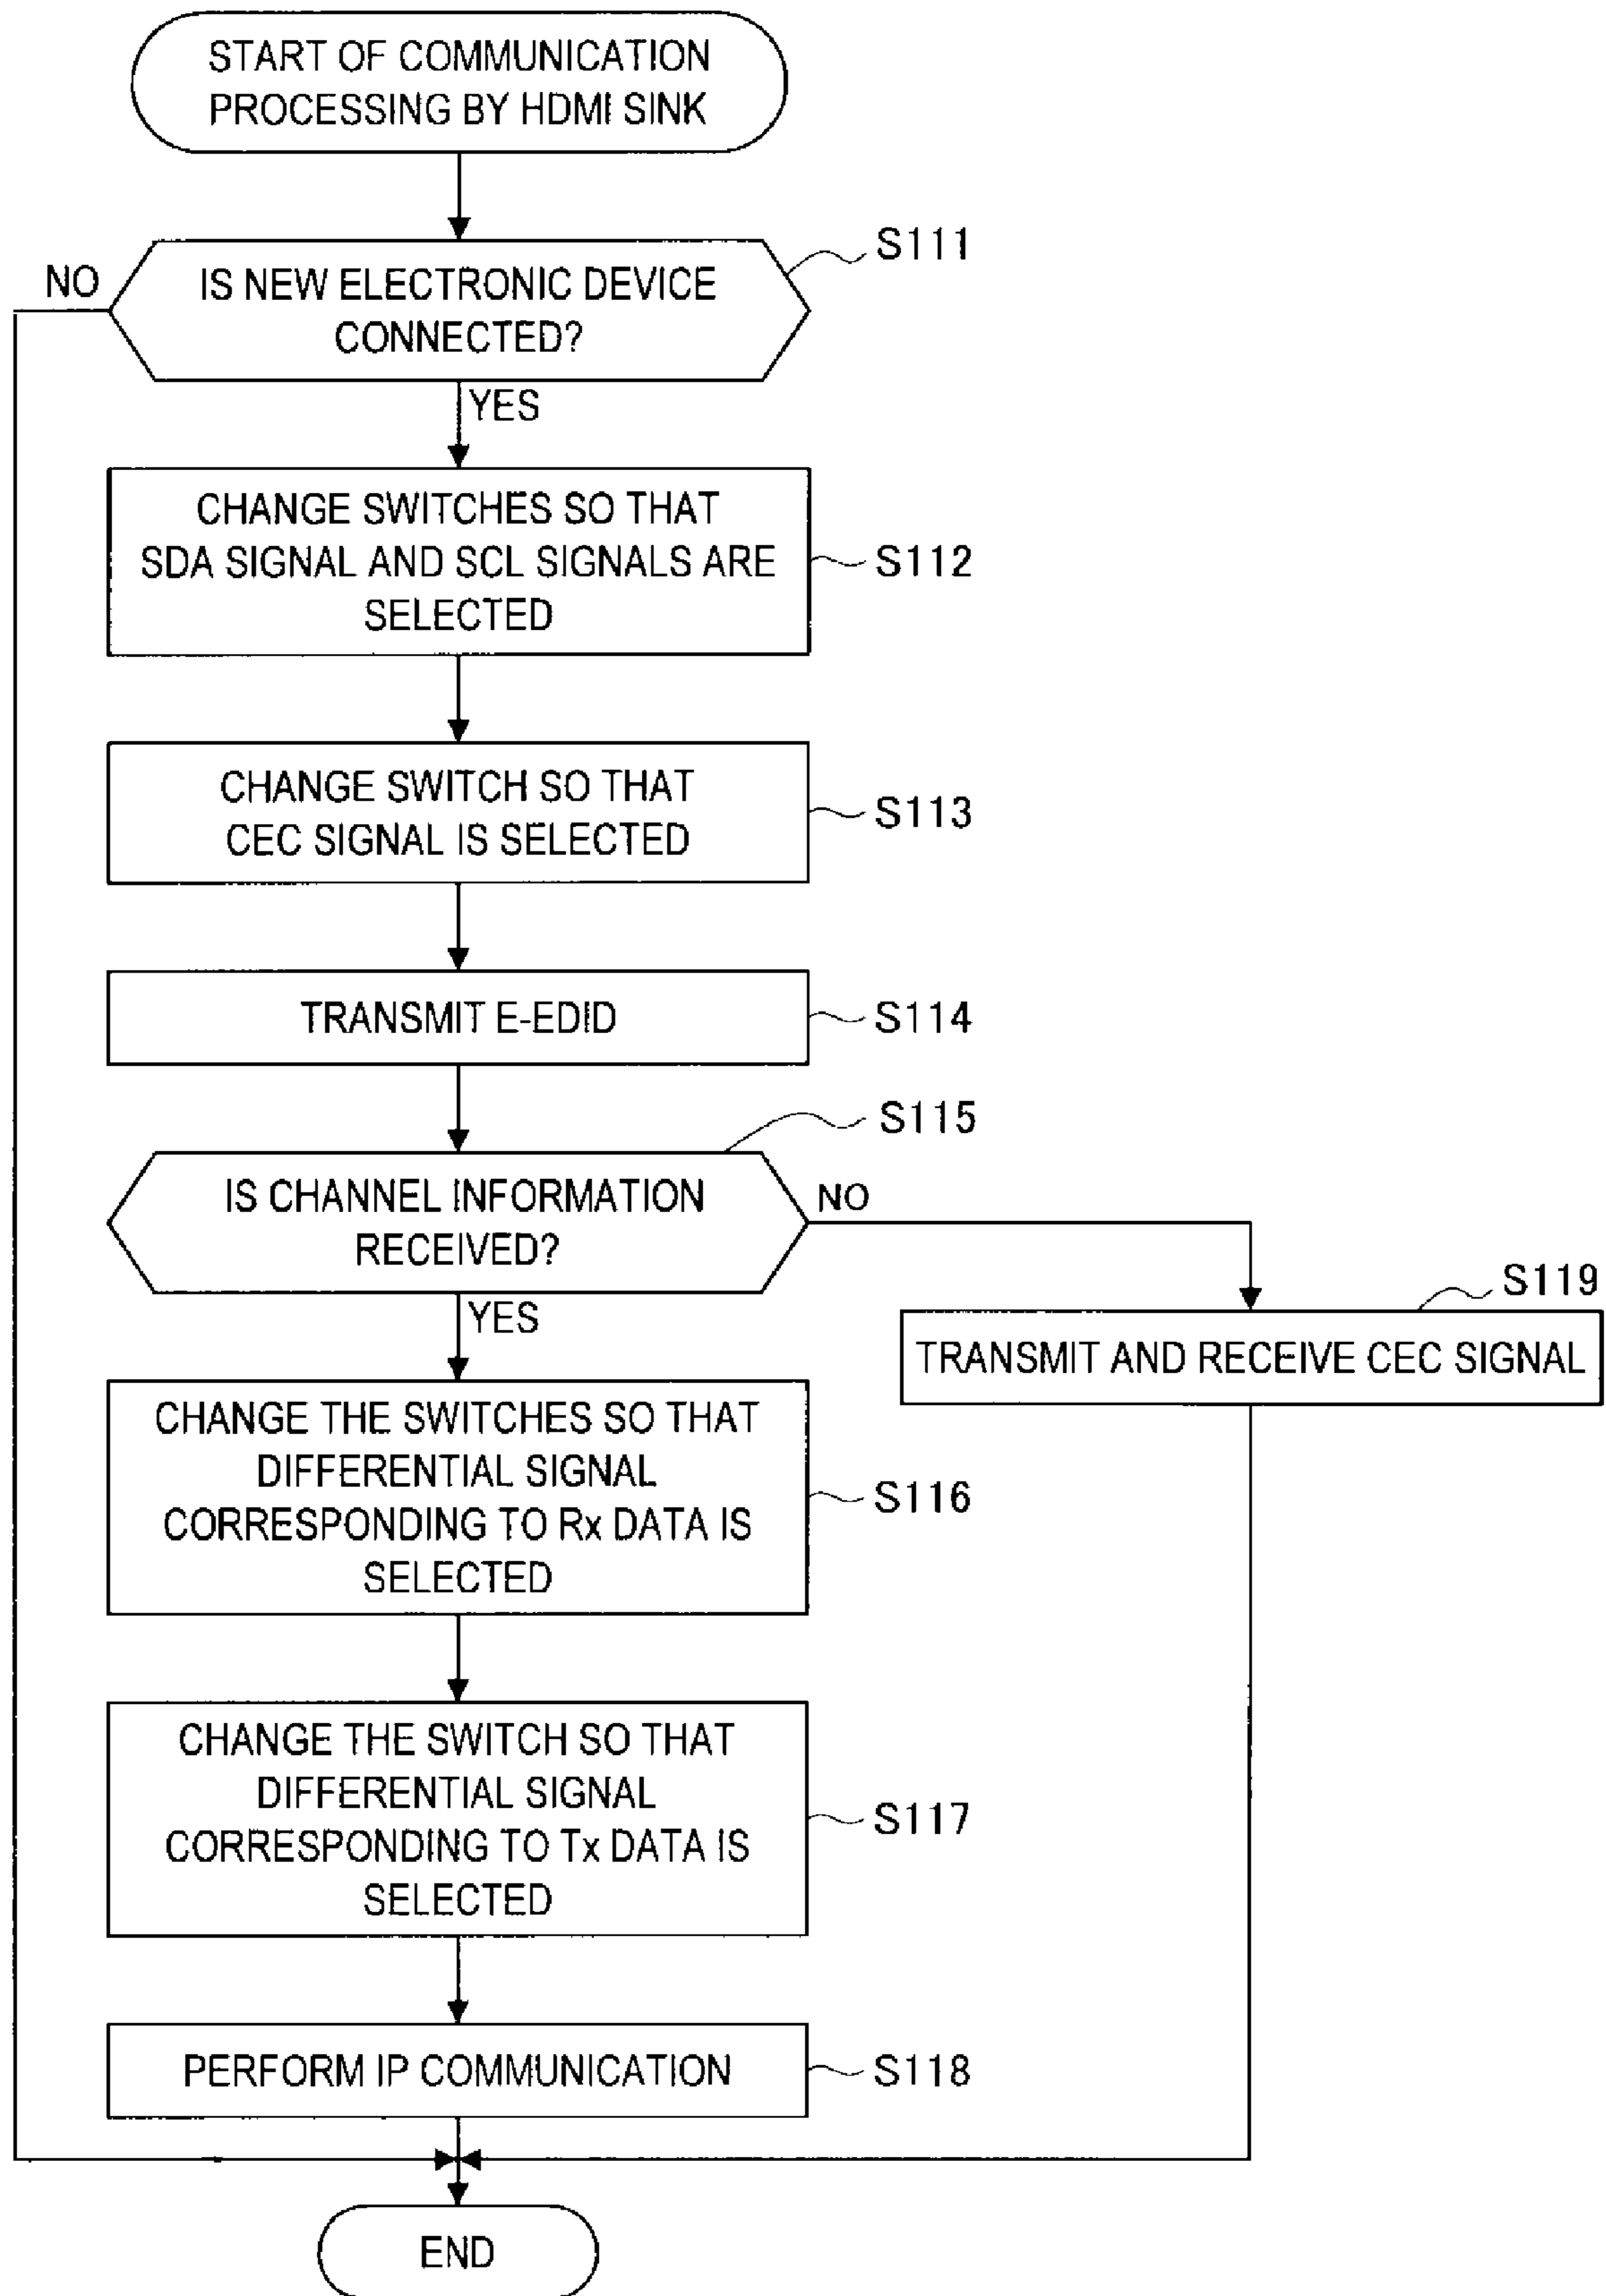 START OF COMMUNICATION
PROCESSING BY HDMI SINK
S111
NO
IS NEW ELECTRONIC DEVICE
CONNECTED?
YES
CHANGE SWITCHES SO THAT
SDA SIGNAL AND SCL SIGNALS ARE
SELECTED
S112
CHANGE SWITCH SO THAT
CEC SIGNAL IS SELECTED
S113
TRANSMIT E-EDID
S114
S115
IS CHANNEL INFORMATION
RECEIVED?
NO
YES
S119
TRANSMIT AND RECEIVE CEC SIGNAL
CHANGE THE SWITCHES SO THAT
DIFFERENTIAL SIGNAL
CORRESPONDING TO Rx DATA IS
SELECTED
S116
CHANGE THE SWITCH SO THAT
DIFFERENTIAL SIGNAL
CORRESPONDING TO Tx DATA IS
SELECTED
S117
PERFORM IP COMMUNICATION
S118
END